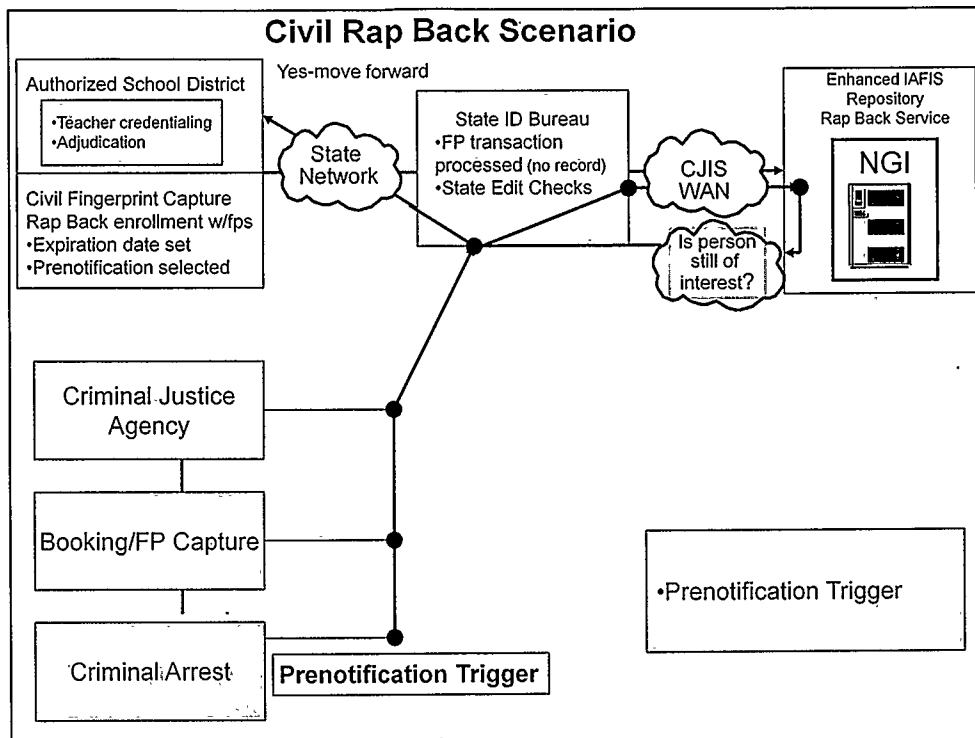 Civil Rap Back Scenario
Authorized School District
•Teacher credentialing
•Adjudication
Civil Fingerprint Capture
Rap Back enrollment w/fps
•Expiration date set
•Prenotification selected
Yes-move forward
State
Network
State ID Bureau
•FP transaction
processed (no record)
•State Edit Checks
CJIS
WAN
Is person
still of
interest?
Enhanced IAFIS
Repository
Rap Back Service
NGI
Criminal Justice
Agency
Booking/FP Capture
Criminal Arrest
Prenotification Trigger
•Prenotification Trigger